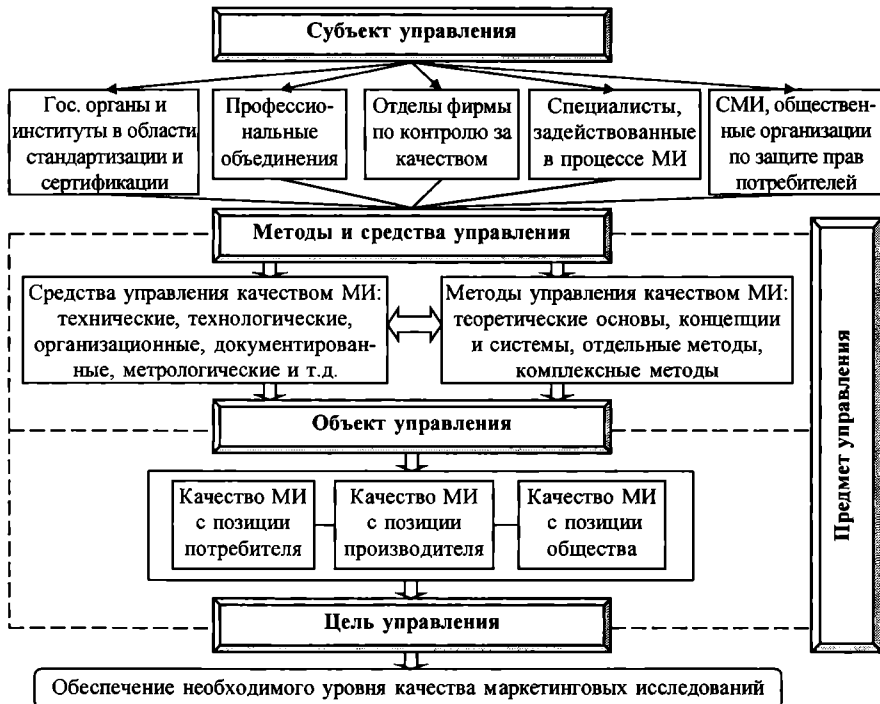 Субъект управления
Гос. органы и
институты в области
стандартизации и
сертификации
Профессио-
нальные
объединения
Отделы фирмы
по контролю за
качеством
Специалисты,
задействованные
в процессе МИ
СМИ, обществен-
ные организации
по защите прав
потребителей
Методы и средства управления
Средства управления качеством МИ:
технические, технологические,
организационные, документирован-
ные, метрологические и т.д.
Методы управления качеством МИ:
теоретические основы, концепции
и системы, отдельные методы,
комплексные методы
Объект управления
Качество МИ
с позиции
потребителя
Качество МИ
с позиции
производителя
Качество МИ
с позиции
общества
Цель управления
Обеспечение необходимого уровня качества маркетинговых исследований
Предмет управления